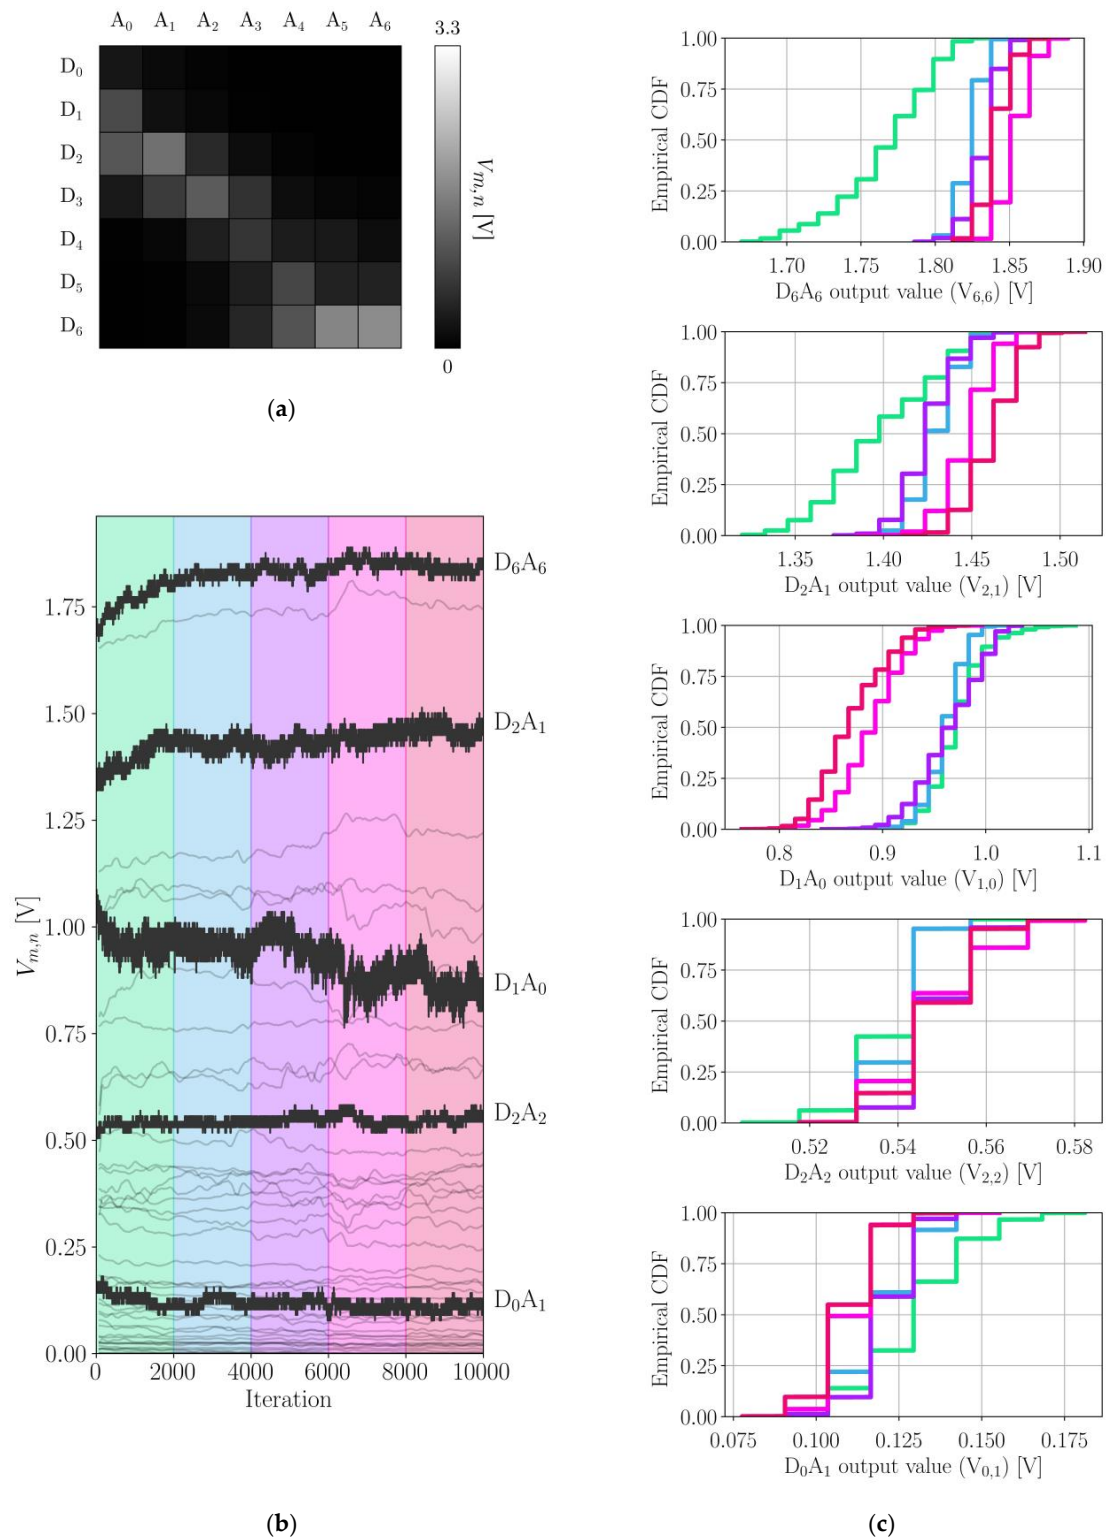 A0 A1 A2 A3 A4 A5 A6
3.3
D0
D1
D2
D3
D4
D5
D6
Vm,n [V]
0
(a)
D6A6
D2A1
D1A0
D2A2
D0A1
1.75
1.50
1.25
1.00
0.75
0.50
0.25
0.00
Vm,n [V]
0 2000 4000 6000 8000 10000
Iteration
(b)
1.00
0.75
0.50
0.25
0.00
Empirical CDF
1.70 1.75 1.80 1.85 1.90
D6A6 output value (V6,6) [V]
1.00
0.75
0.50
0.25
0.00
Empirical CDF
1.35 1.40 1.45 1.50
D2A1 output value (V2,1) [V]
1.00
0.75
0.50
0.25
0.00
Empirical CDF
0.8 0.9 1.0 1.1
D1A0 output value (V1,0) [V]
1.00
0.75
0.50
0.25
0.00
Empirical CDF
0.52 0.54 0.56 0.58
D2A2 output value (V2,2) [V]
1.00
0.75
0.50
0.25
0.00
Empirical CDF
0.075 0.100 0.125 0.150 0.175
D0A1 output value (V0,1) [V]
(c)